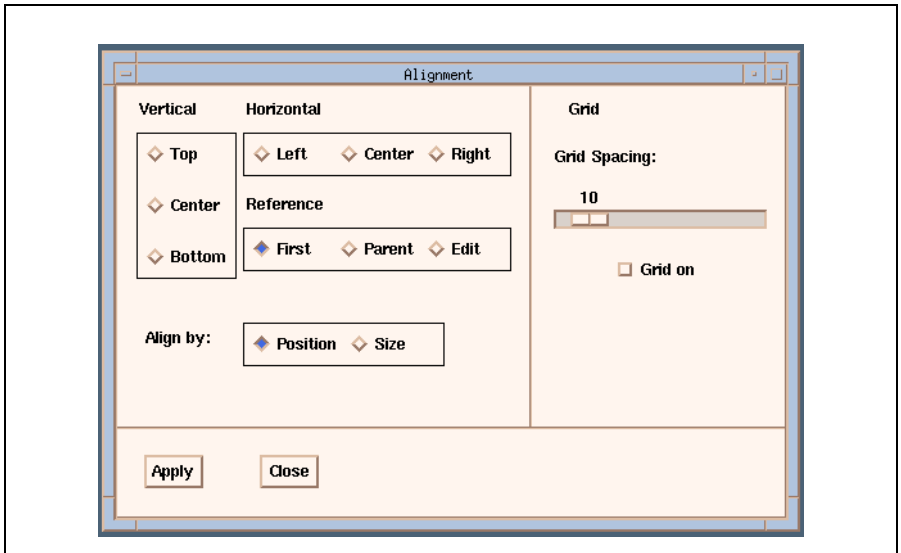 Alignment
Vertical
Horizontal
Top
Left Center Right
Center
Reference
Bottom
First Parent Edit
Align by:
Position Size
Grid
Grid Spacing:
10
Grid on
Apply
Close